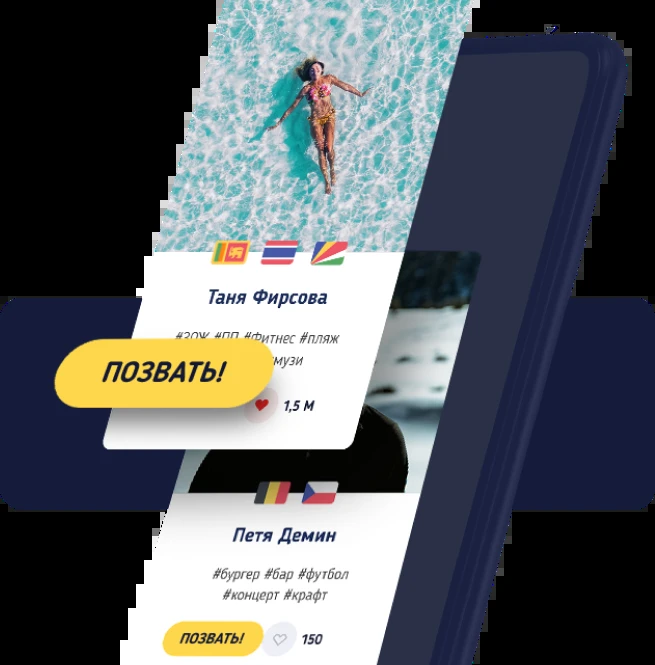 Таня Фирсова
#ЗОЖ #ПП #Фитнес #пляж
ПОЗВАТЬ!
1,5 M
Петя Демин
#бургер #бар #футбол
#концерт #крафт
ПОЗВАТЬ!
150